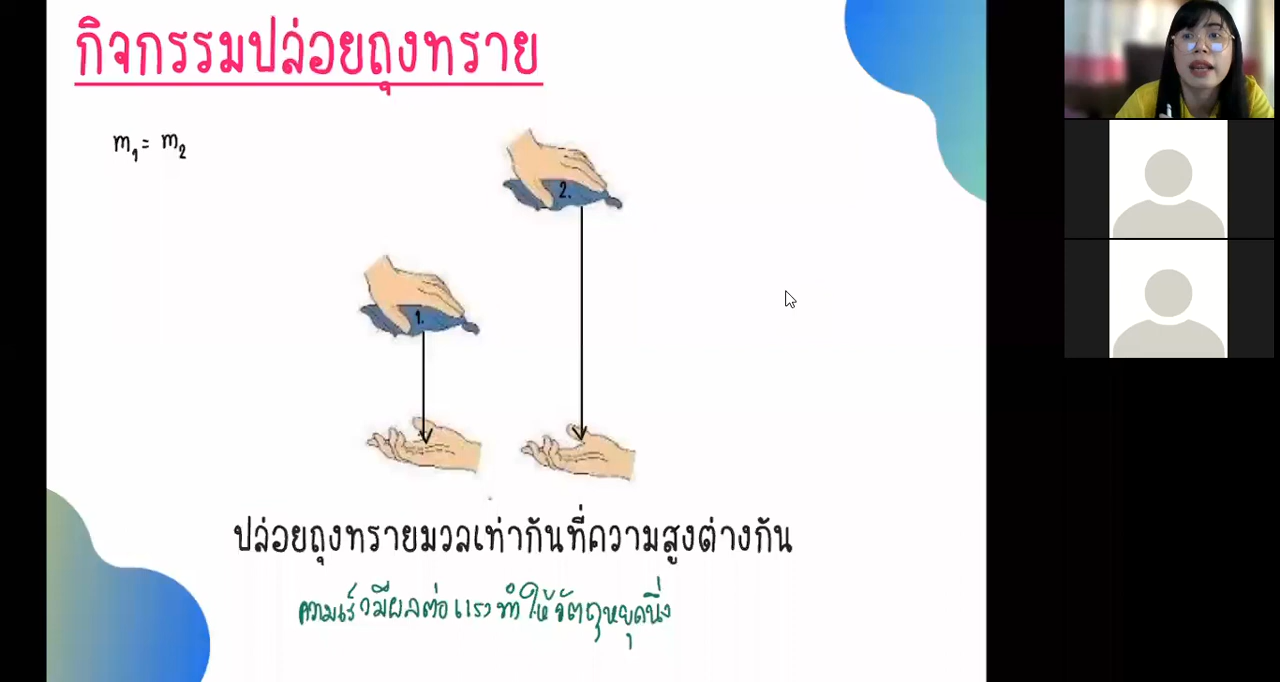 กิจกรรมปล่อยถุงทราย
m₁ = m₂
2.
1.
ปล่อยถุงทรายมวลเท่ากันที่ความสูงต่างกัน
ความเร็วมีผลต่อแรงทำให้วัตถุหยุดนิ่ง